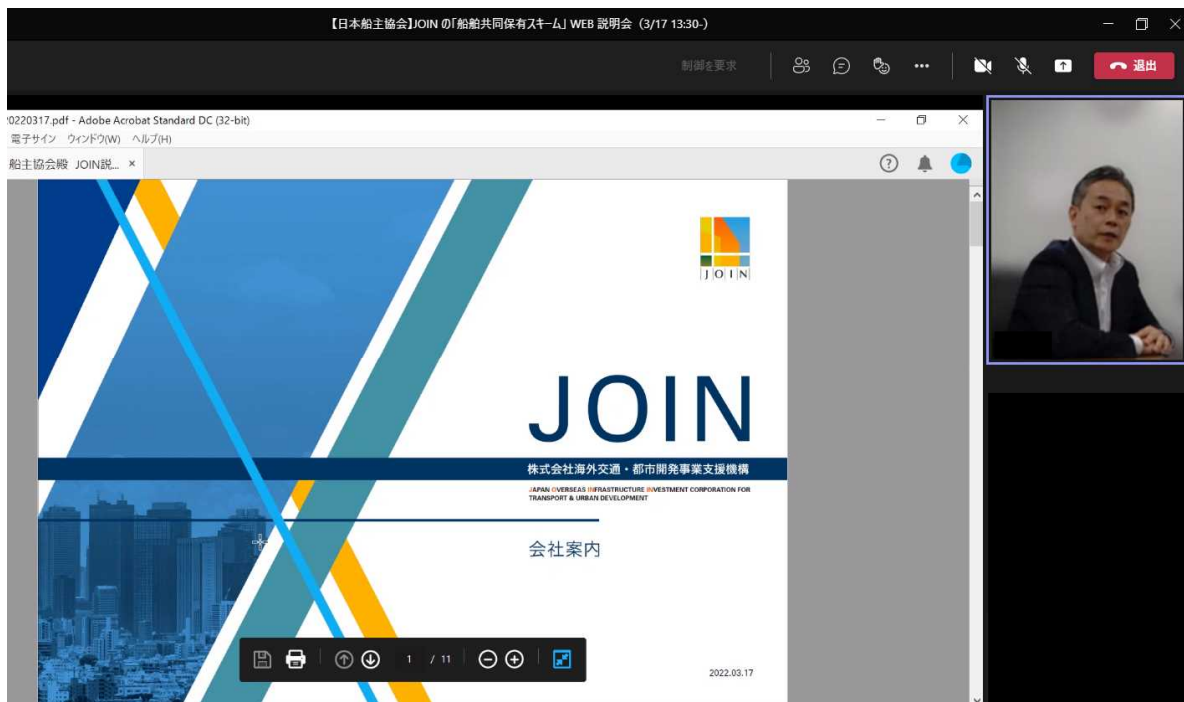 【日本船主協会】JOIN の「船舶共同保有スキーム」 WEB 説明会（3/17 13:30-）
制御を要求
退出
20220317.pdf - Adobe Acrobat Standard DC (32-bit)
電子サイン ウィンドウ(W) ヘルプ(H)
船主協会殿 JOIN説...
JOIN
JOIN
株式会社海外交通・都市開発事業支援機構
JAPAN OVERSEAS INFRASTRUCTURE INVESTMENT CORPORATION FOR
TRANSPORT & URBAN DEVELOPMENT
会社案内
1 / 11
2022.03.17